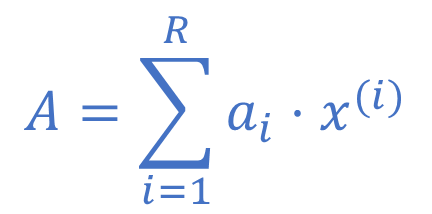 A = \sum_{i=1}^{R} a_i \cdot x^{(i)}